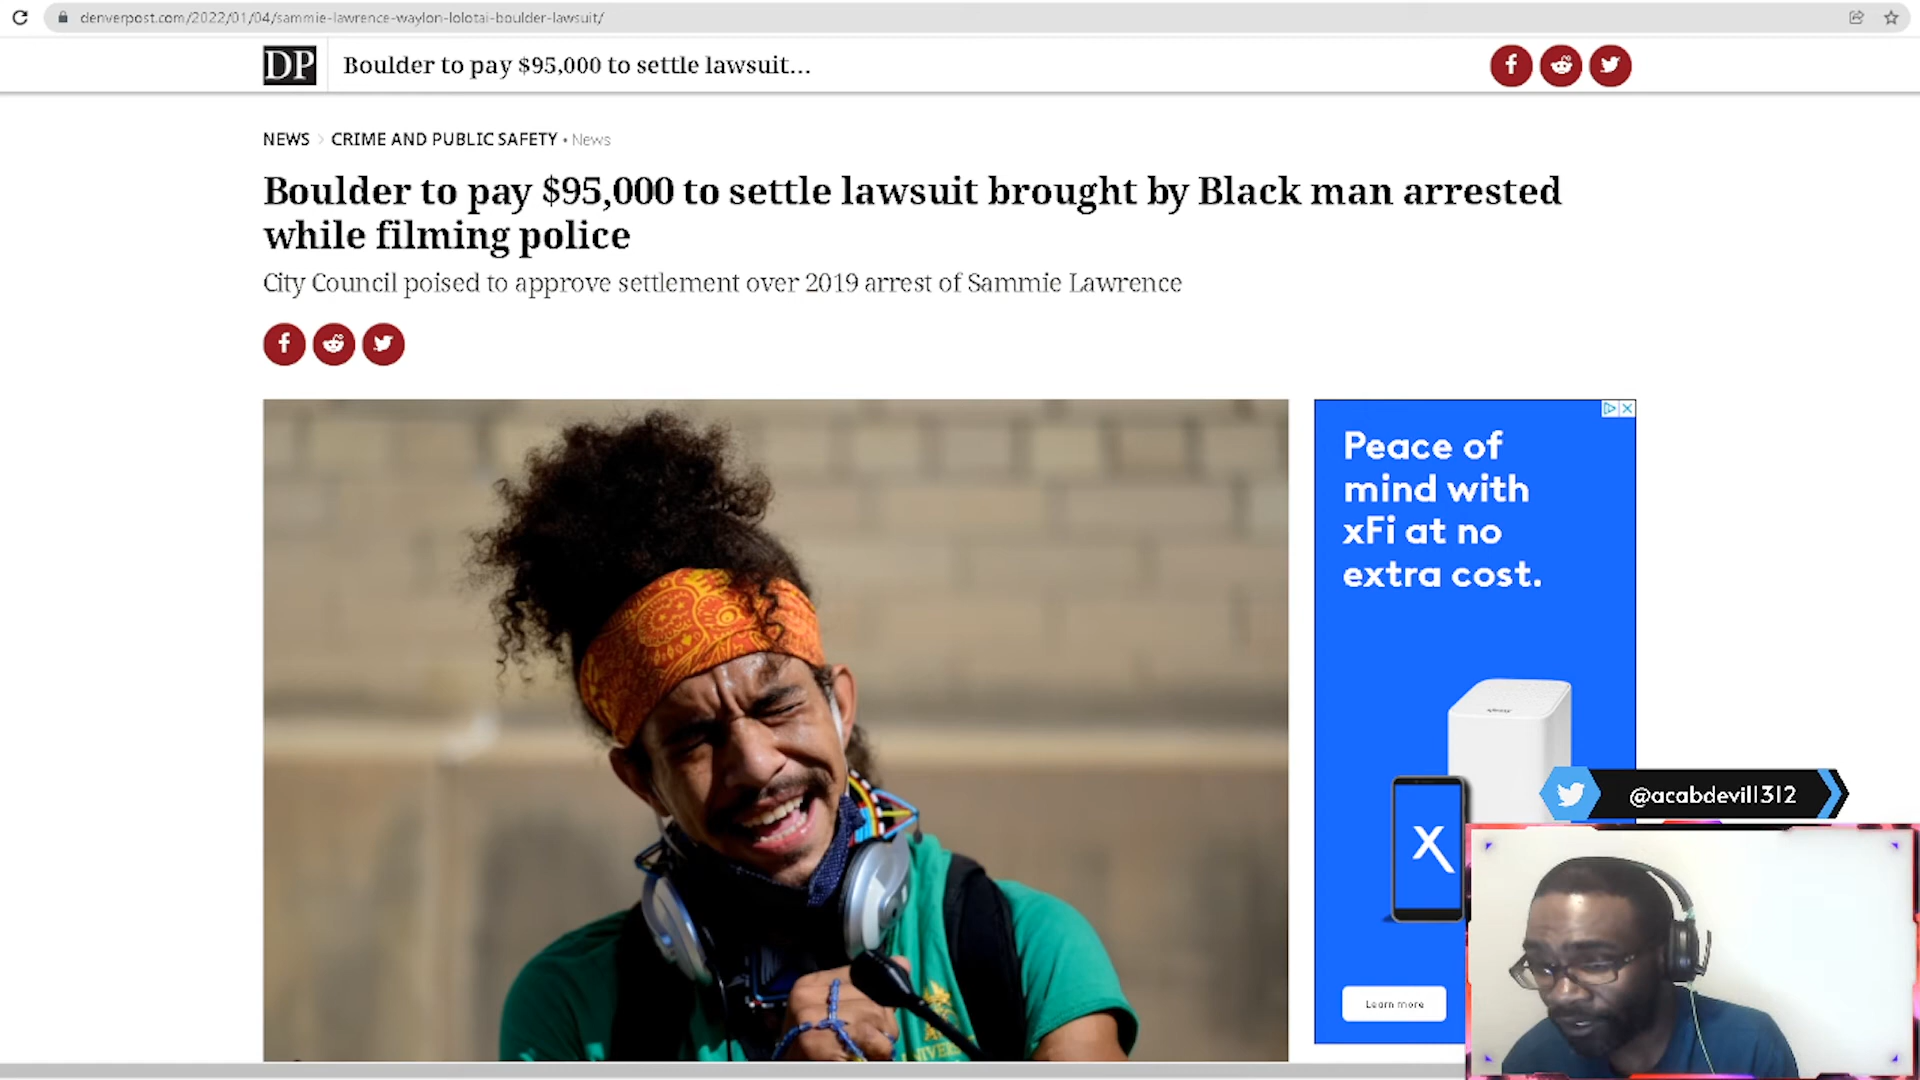 denverpost.com/2022/01/04/sammie-lawrence-waylon-lolotai-boulder-lawsuit/
DP
Boulder to pay $95,000 to settle lawsuit...
NEWS > CRIME AND PUBLIC SAFETY • News
Boulder to pay $95,000 to settle lawsuit brought by Black man arrested
while filming police
City Council poised to approve settlement over 2019 arrest of Sammie Lawrence
Peace of
mind with
xFi at no
extra cost.
X
Learn more
@acabdevil1312